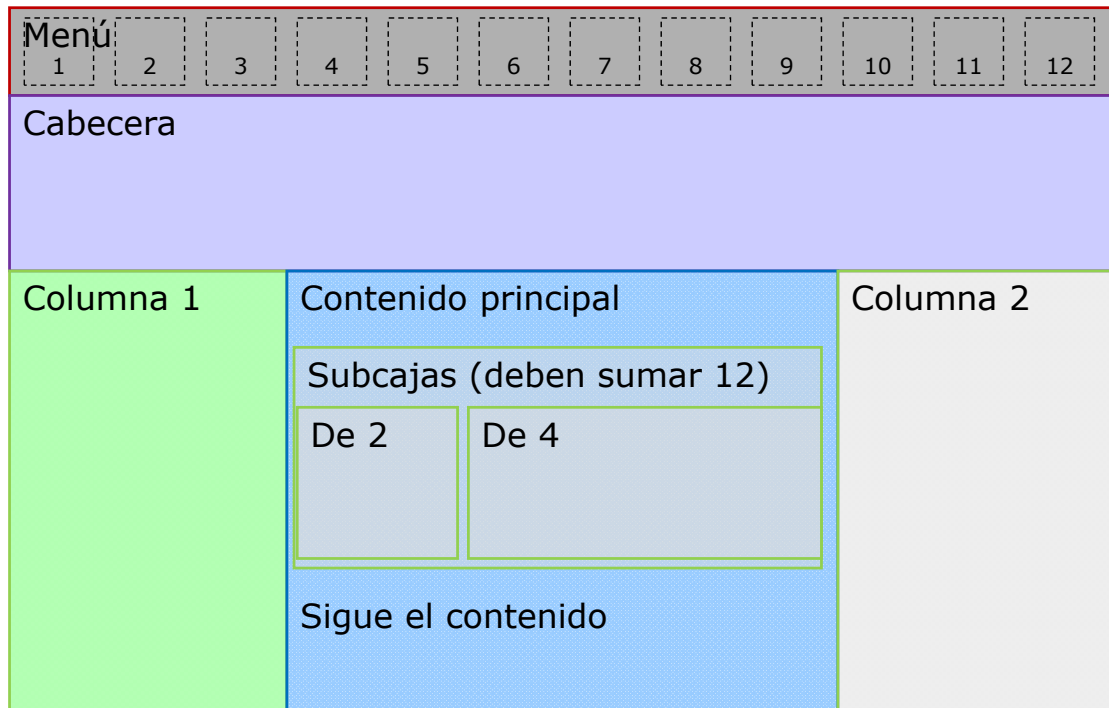 Menú
1 2 3 4 5 6 7 8 9 10 11 12
Cabecera
Columna 1
Contenido principal
Subcajas (deben sumar 12)
De 2
De 4
Sigue el contenido
Columna 2